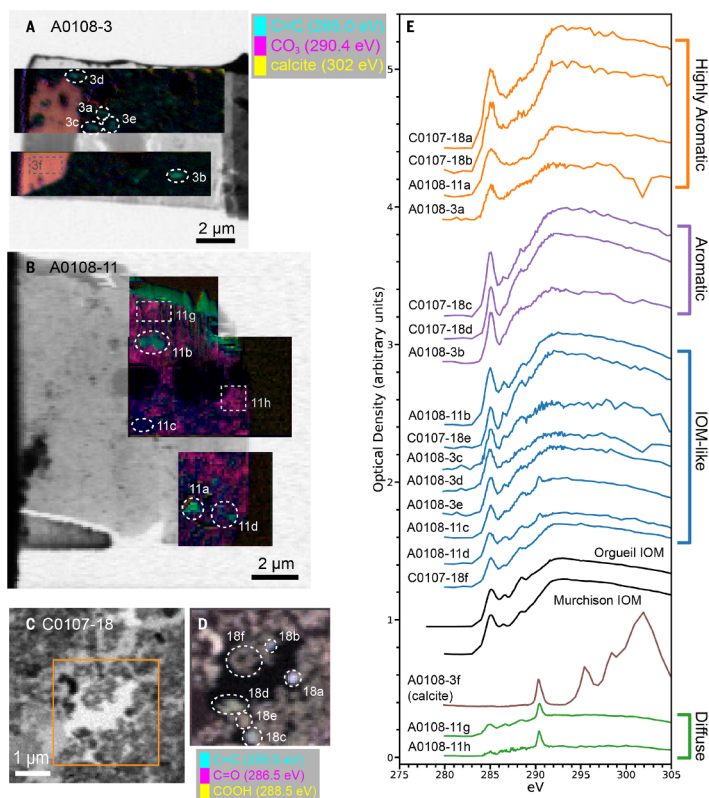 A A0108-3
C=C (285.0 eV)
CO3 (290.4 eV)
calcite (302 eV)
3d
3a
3c
3e
3f
3b
2 µm
B A0108-11
11g
11b
11h
11c
11a
11d
2 µm
C C0107-18
1 µm
D
18f
18b
18a
18d
18e
18c
C=C (285.0 eV)
C=O (286.5 eV)
COOH (288.5 eV)
E
Optical Density (arbitrary units)
5
4
3
2
1
0
C0107-18a
C0107-18b
A0108-11a
A0108-3a
Highly Aromatic
C0107-18c
C0107-18d
A0108-3b
Aromatic
A0108-11b
C0107-18e
A0108-3c
A0108-3d
A0108-3e
A0108-11c
A0108-11d
C0107-18f
IOM-like
Orgueil IOM
Murchison IOM
A0108-3f
(calcite)
A0108-11g
A0108-11h
Diffuse
275 280 285 290 295 300 305
eV